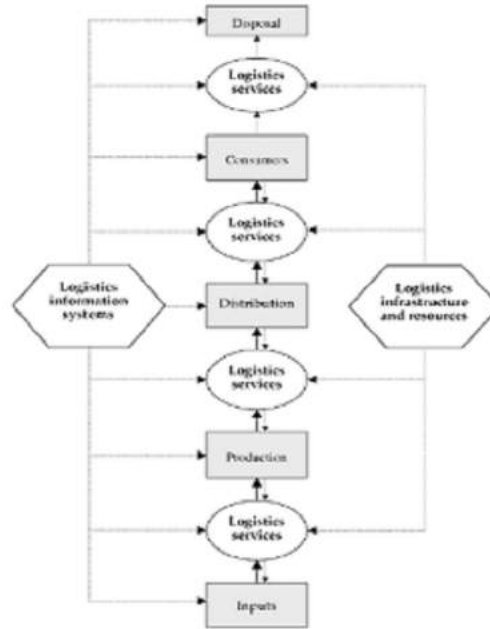 Disposal
Logistics
services
Consumers
Logistics
services
Logistics
information
systems
Distribution
Logistics
infrastructure
and resources
Logistics
services
Production
Logistics
services
Inputs